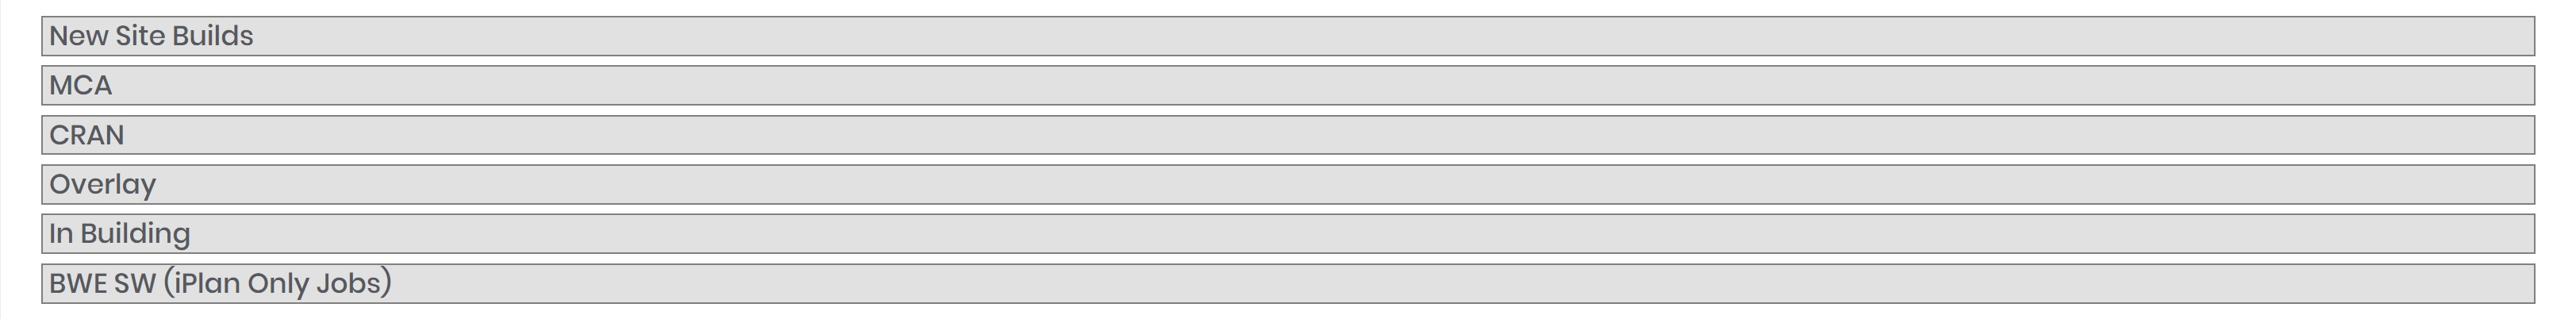 New Site Builds
MCA
CRAN
Overlay
In Building
BWE SW (iPlan Only Jobs)